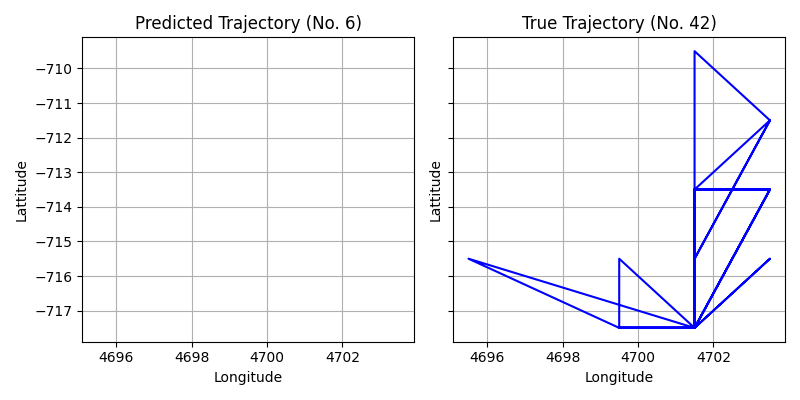 Predicted Trajectory (No. 6)
True Trajectory (No. 42)
−710
−711
−712
−713
−714
−715
−716
−717
Lattitude
Lattitude
4696 4698 4700 4702
4696 4698 4700 4702
Longitude
Longitude